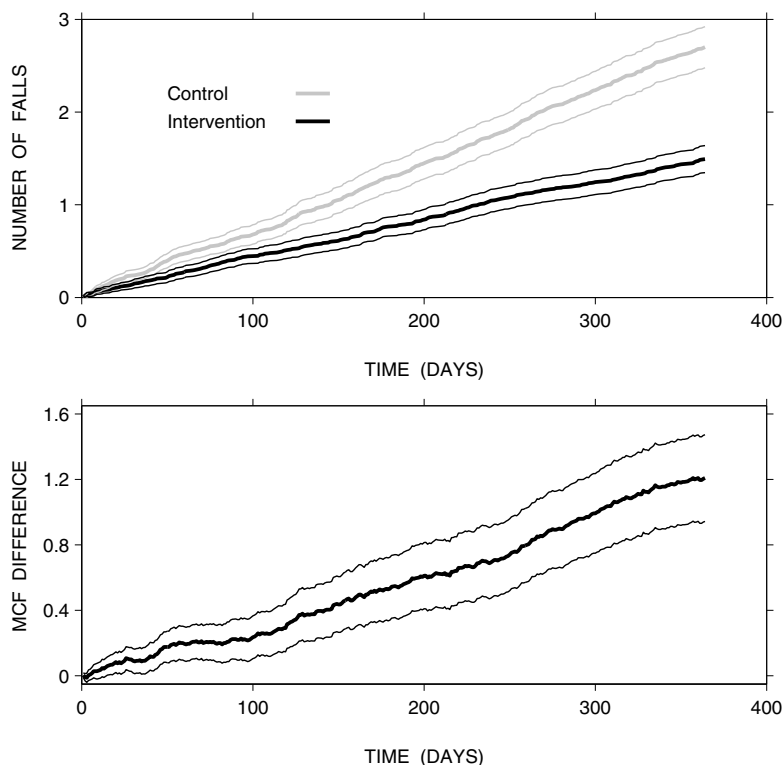 NUMBER OF FALLS
3
2
1
0
Control
Intervention
0 100 200 300 400
TIME (DAYS)
MCF DIFFERENCE
1.6
1.2
0.8
0.4
0
0 100 200 300 400
TIME (DAYS)